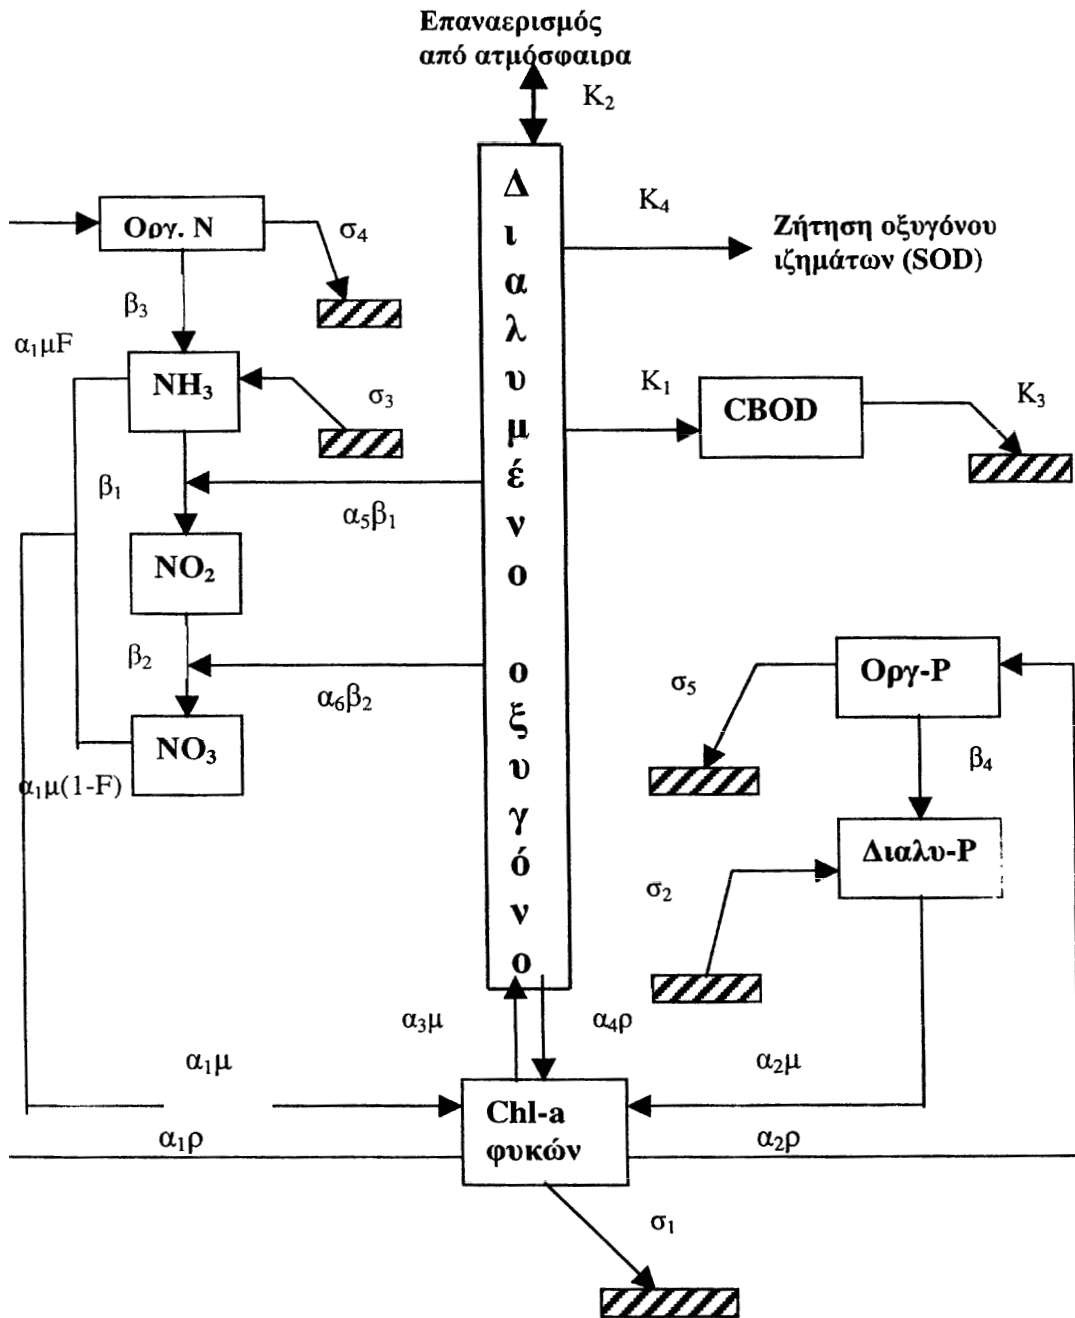 Επαναερισμός
από ατμόσφαιρα
K₂
Διαλυμένο οξυγόνο
K₄
Ζήτηση οξυγόνου
ιζημάτων (SOD)
Οργ. N
σ₄
β₃
α₁μF
NH₃
σ₃
K₁
CBOD
K₃
β₁
α₅β₁
NO₂
β₂
α₆β₂
NO₃
α₁μ(1-F)
Οργ-P
σ₅
β₄
Διαλυ-P
σ₂
α₃μ
α₄ρ
α₁μ
α₂μ
Chl-a
φυκών
α₁ρ
α₂ρ
σ₁